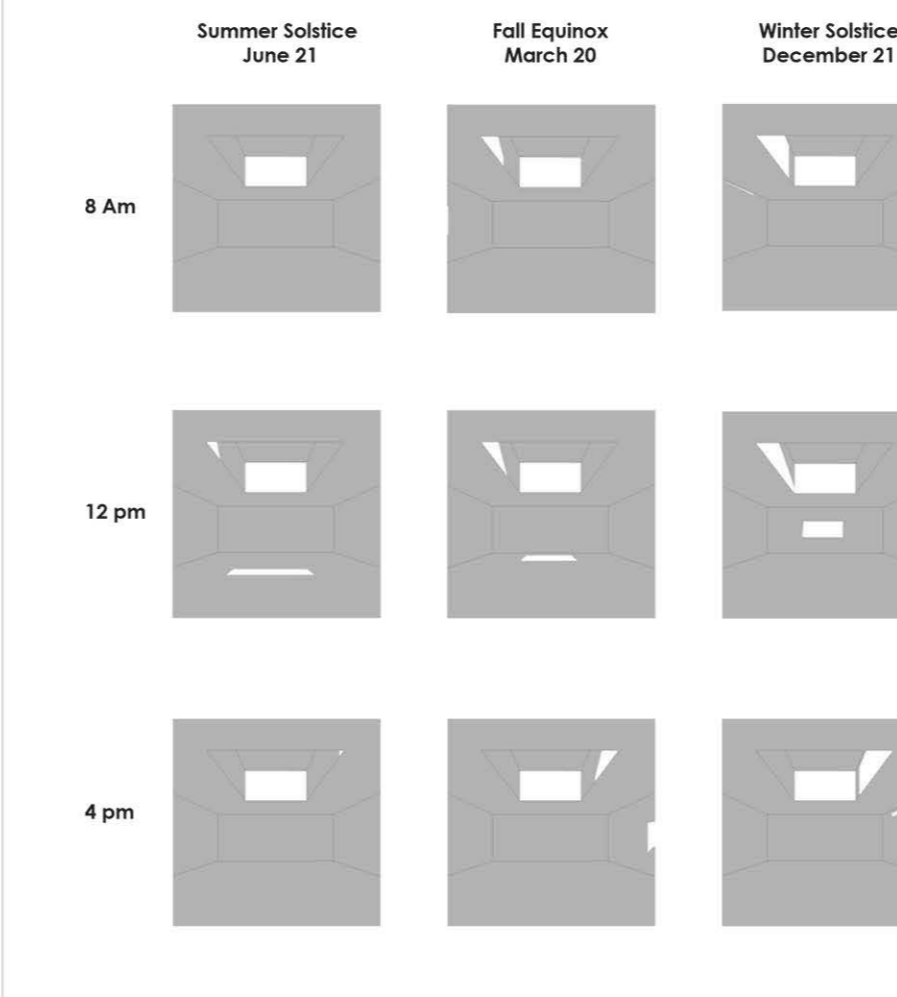 Summer Solstice
June 21
Fall Equinox
March 20
Winter Solstice
December 21
8 Am
12 pm
4 pm